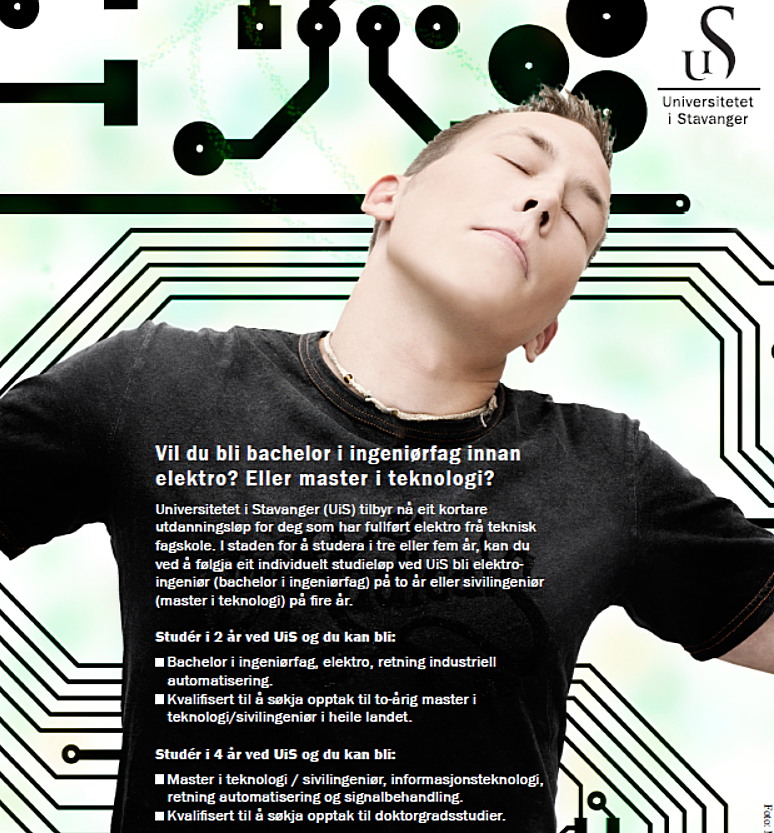 uiS
Universitetet
i Stavanger
Vil du bli bachelor i ingeniørfag innan
elektro? Eller master i teknologi?
Universitetet i Stavanger (UiS) tilbyr nå eit kortare
utdanningsløp for deg som har fullført elektro frå teknisk
fagskole. I staden for å studera i tre eller fem år, kan du
ved å følgja eit individuelt studieløp ved UiS bli elektro-
ingeniør (bachelor i ingeniørfag) på to år eller sivilingeniør
(master i teknologi) på fire år.
Studér i 2 år ved UiS og du kan bli:
Bachelor i ingeniørfag, elektro, retning industriell
automatisering.
Kvalifisert til å søkja opptak til to-årig master i
teknologi/sivilingeniør i heile landet.
Studér i 4 år ved UiS og du kan bli:
Master i teknologi / sivilingeniør, informasjonsteknologi,
retning automatisering og signalbehandling.
Kvalifisert til å søkja opptak til doktorgradsstudier.
Foto: